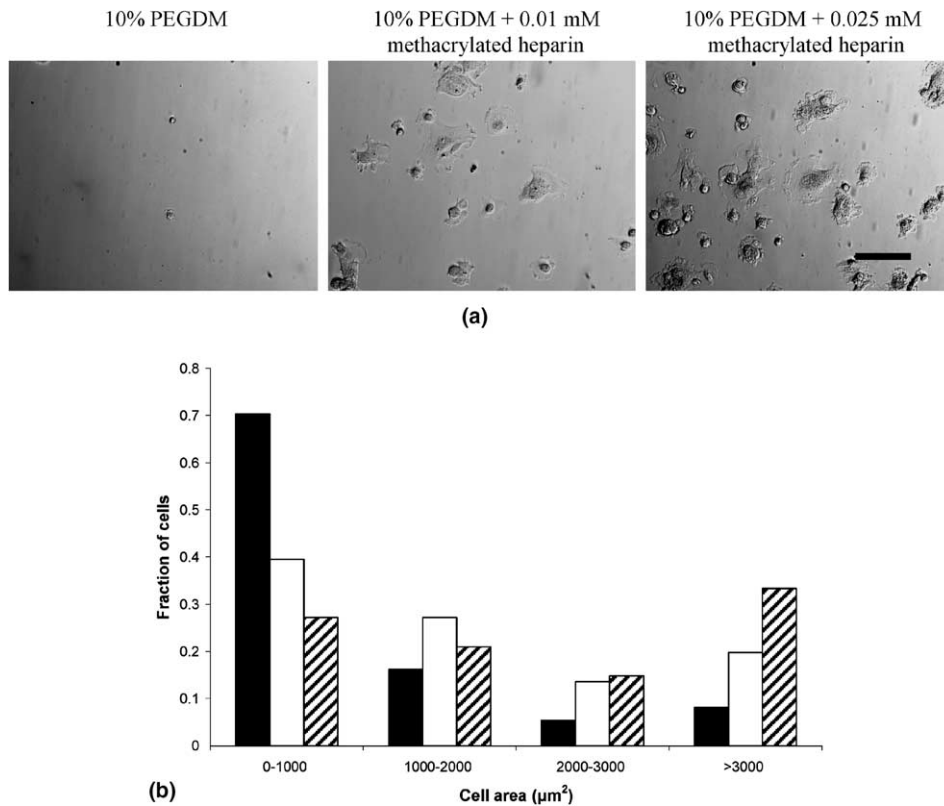 10% PEGDM
10% PEGDM + 0.01 mM
methacrylated heparin
10% PEGDM + 0.025 mM
methacrylated heparin
(a)
0.8
0.7
0.6
0.5
0.4
0.3
0.2
0.1
0
Fraction of cells
0-1000
1000-2000
2000-3000
>3000
Cell area (µm²)
(b)